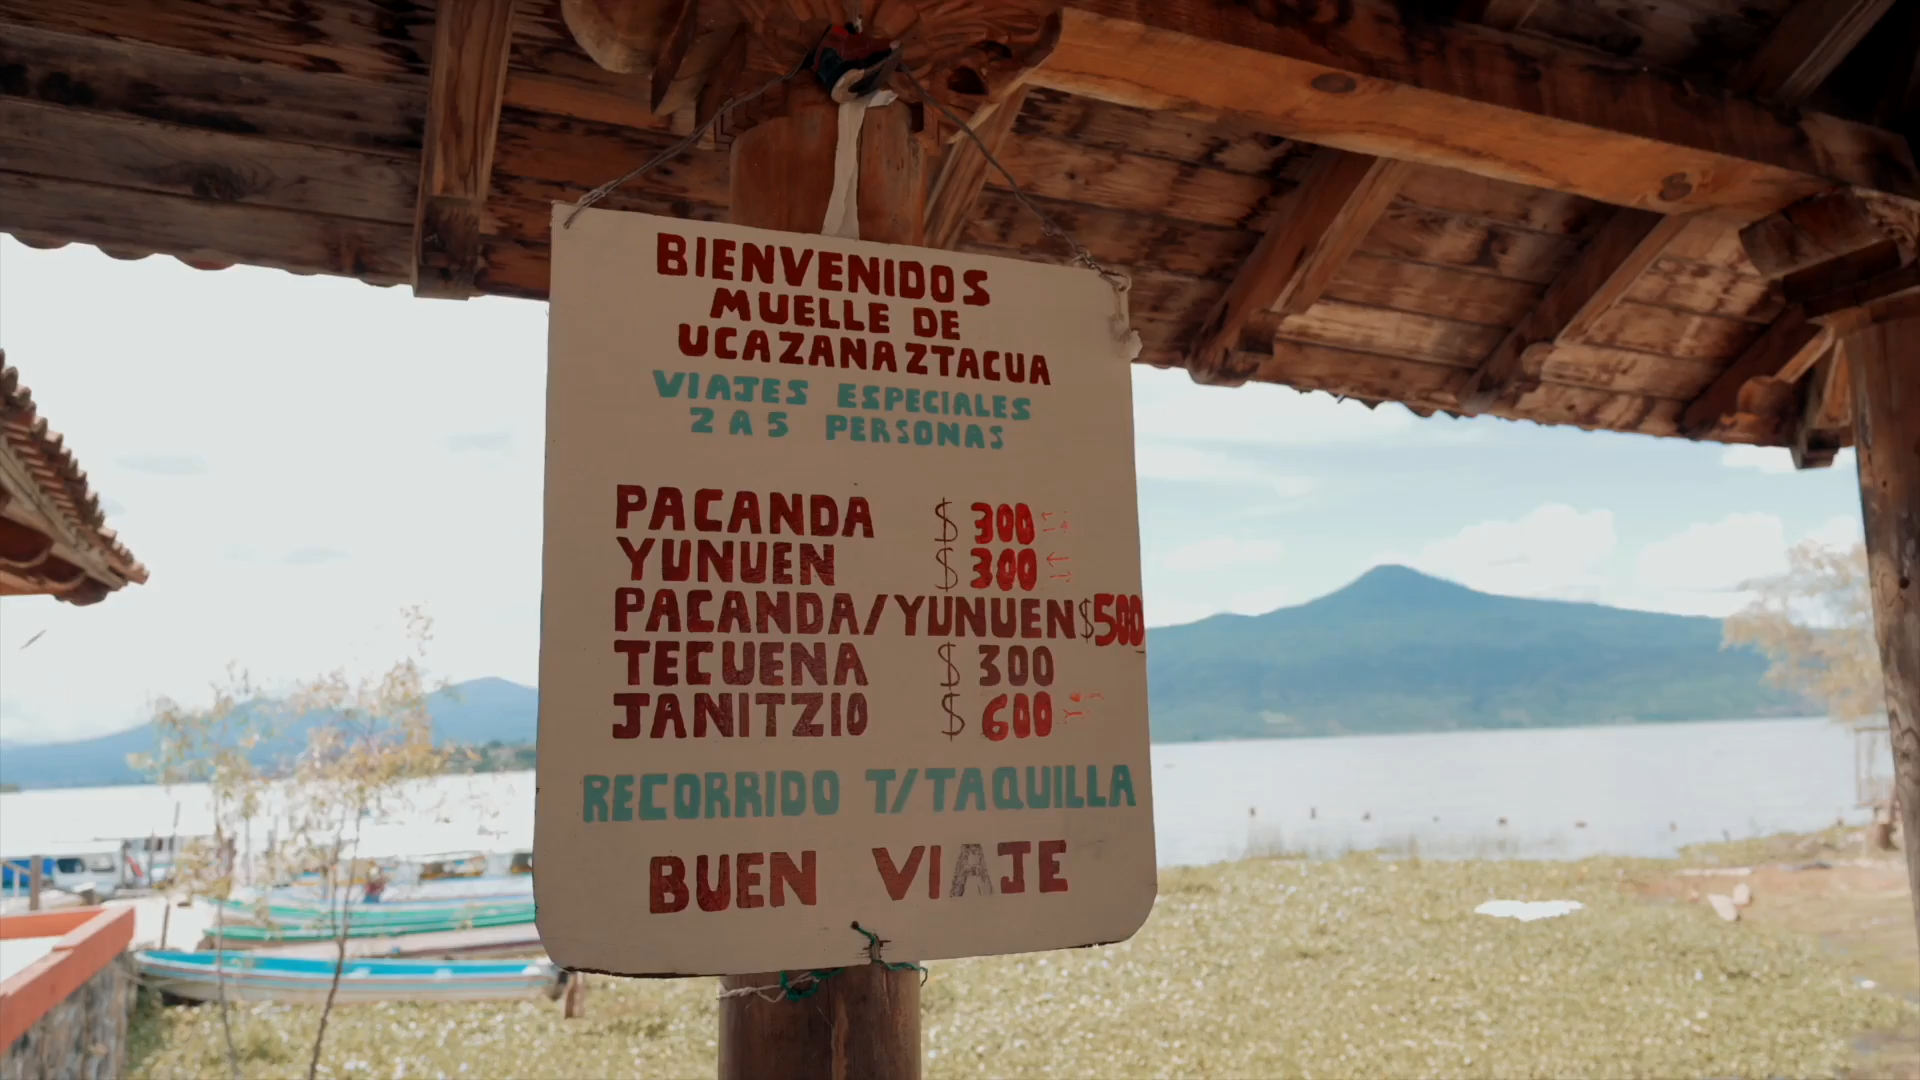 BIENVENIDOS
MUELLE DE
UCAZANAZTACUA
VIAJES ESPECIALES
2 A 5 PERSONAS
PACANDA $ 300
YUNUEN $ 300
PACANDA/YUNUEN $500
TECUENA $ 300
JANITZIO $ 600
RECORRIDO T/TAQUILLA
BUEN VIAJE